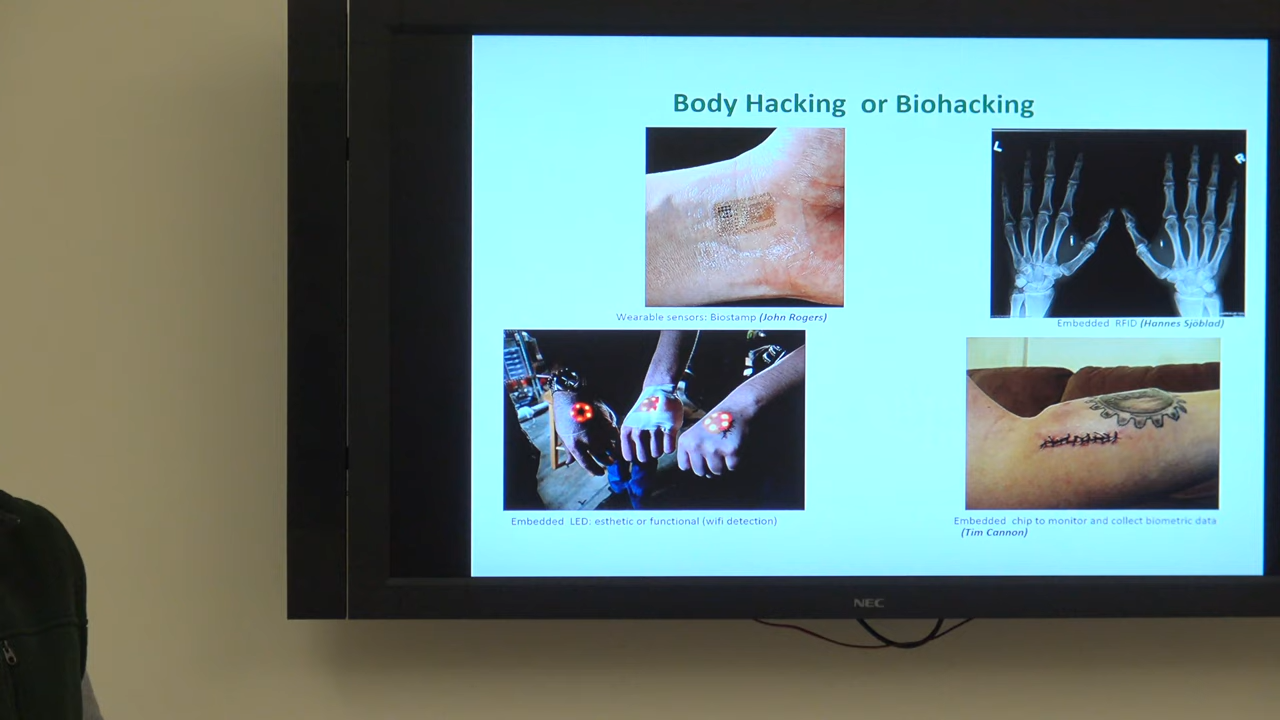 Body Hacking or Biohacking
L
R
Wearable sensors: Biostamp (John Rogers)
Embedded RFID (Hannes Sjöblad)
Embedded LED: esthetic or functional (wifi detection)
Embedded chip to monitor and collect biometric data
(Tim Cannon)
NEC